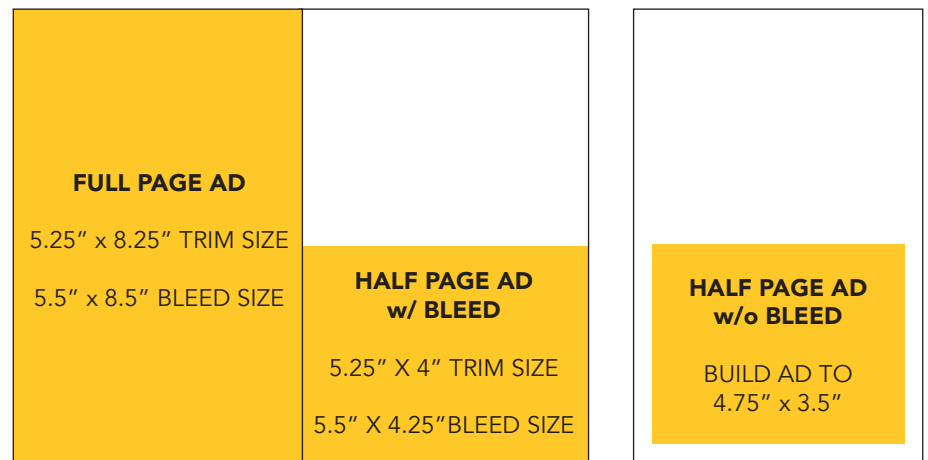 FULL PAGE AD
5.25” x 8.25” TRIM SIZE
5.5” x 8.5” BLEED SIZE
HALF PAGE AD
w/ BLEED
5.25” X 4” TRIM SIZE
5.5” X 4.25”BLEED SIZE
HALF PAGE AD
w/o BLEED
BUILD AD TO
4.75” x 3.5”